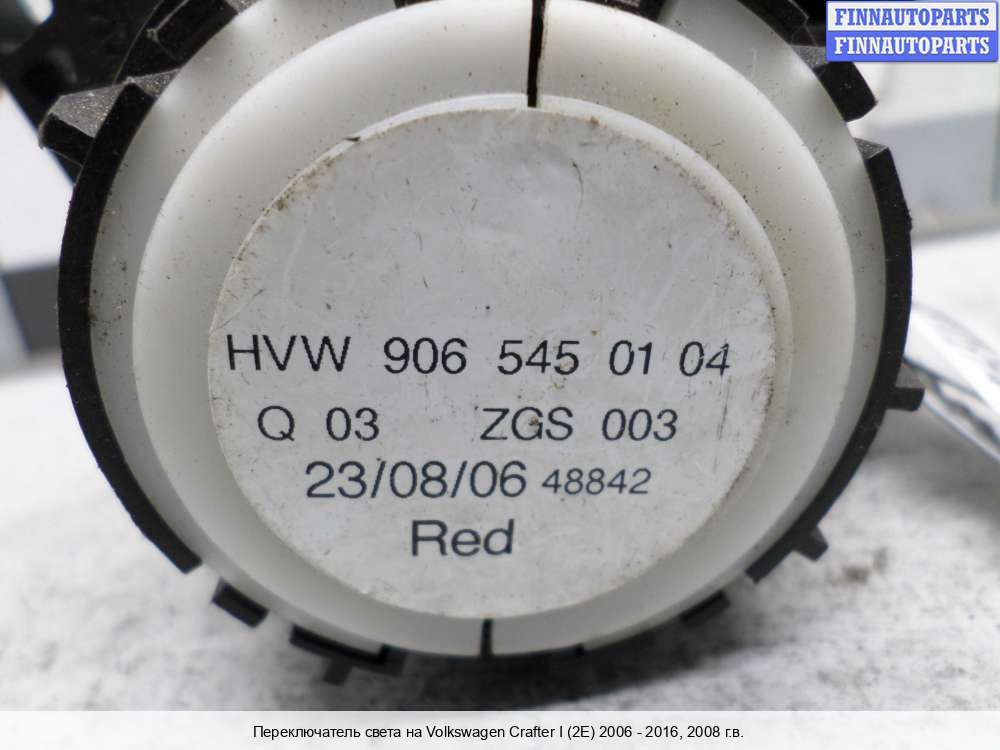 FINNAUTOPARTS
FINNAUTOPARTS
HVW 906 545 01 04
Q 03 ZGS 003
23/08/06 48842
Red
Переключатель света на Volkswagen Crafter I (2E) 2006 - 2016, 2008 г.в.